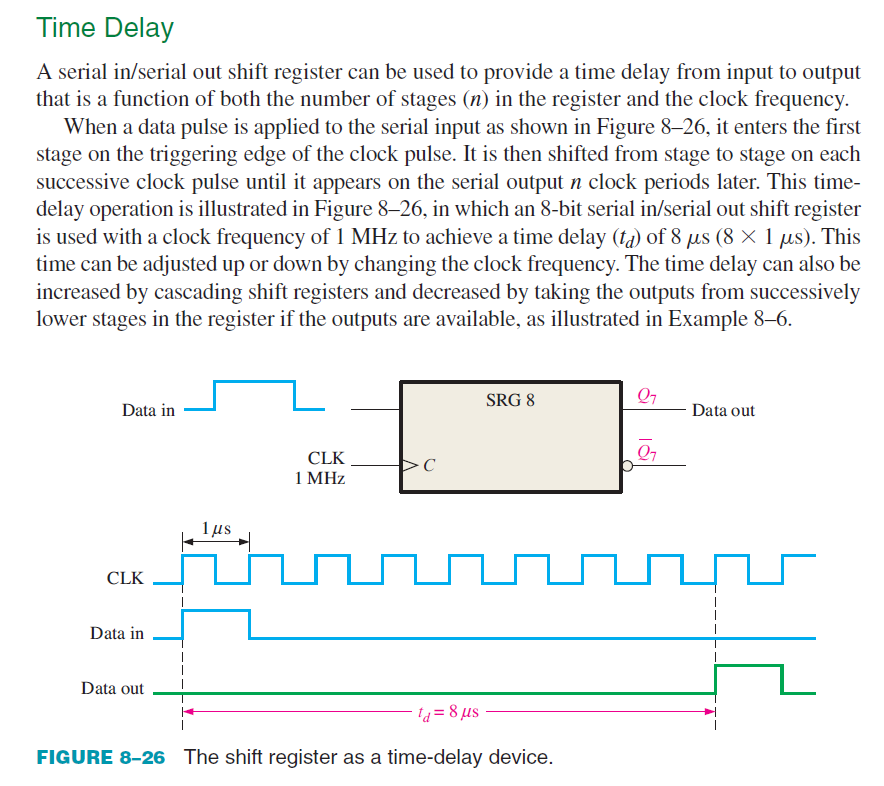 Time Delay
A serial in/serial out shift register can be used to provide a time delay from input to output
that is a function of both the number of stages (n) in the register and the clock frequency.
When a data pulse is applied to the serial input as shown in Figure 8–26, it enters the first
stage on the triggering edge of the clock pulse. It is then shifted from stage to stage on each
successive clock pulse until it appears on the serial output n clock periods later. This time-
delay operation is illustrated in Figure 8–26, in which an 8-bit serial in/serial out shift register
is used with a clock frequency of 1 MHz to achieve a time delay (t_d) of 8 μs (8 × 1 μs). This
time can be adjusted up or down by changing the clock frequency. The time delay can also be
increased by cascading shift registers and decreased by taking the outputs from successively
lower stages in the register if the outputs are available, as illustrated in Example 8–6.
Data in
SRG 8
Q₇
Data out
CLK
1 MHz
C
Q̅₇
1 μs
CLK
Data in
Data out
t_d = 8 μs
FIGURE 8–26 The shift register as a time-delay device.